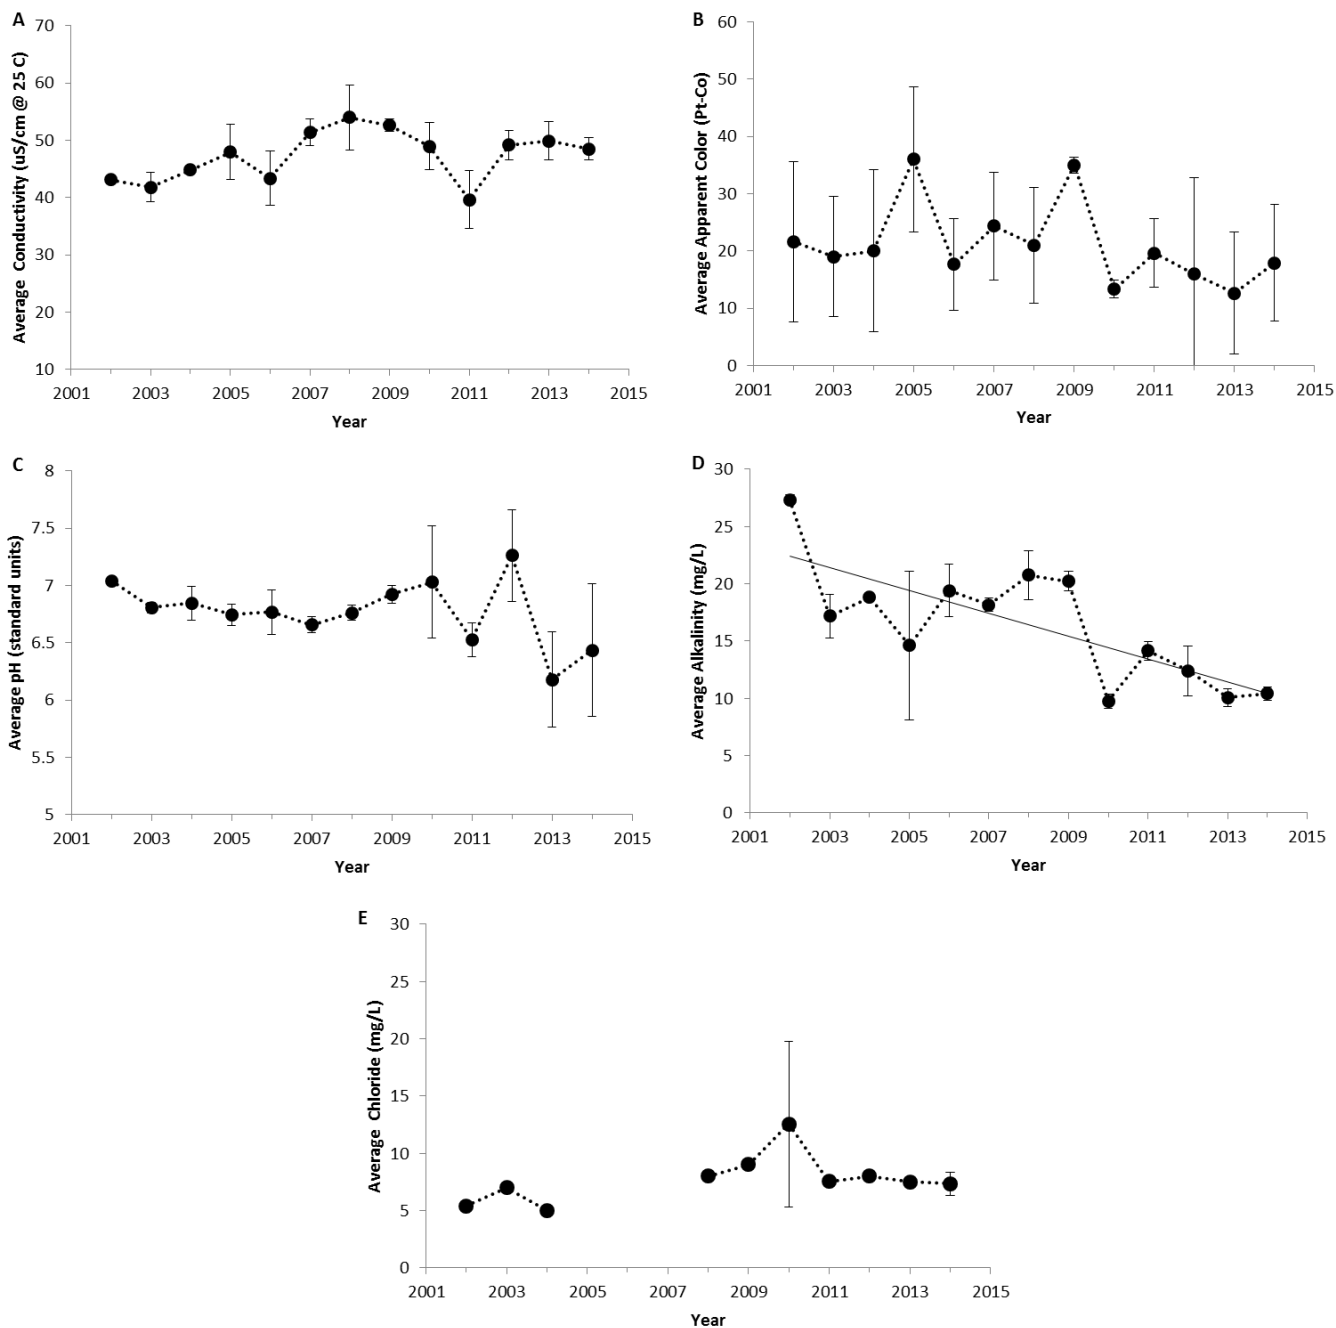 A
Average Conductivity (uS/cm @ 25 C)
70
60
50
40
30
20
10
2001 2003 2005 2007 2009 2011 2013 2015
Year
B
Average Apparent Color (Pt-Co)
60
50
40
30
20
10
0
2001 2003 2005 2007 2009 2011 2013 2015
Year
C
Average pH (standard units)
8
7.5
7
6.5
6
5.5
5
2001 2003 2005 2007 2009 2011 2013 2015
Year
D
Average Alkalinity (mg/L)
30
25
20
15
10
5
0
2001 2003 2005 2007 2009 2011 2013 2015
Year
E
Average Chloride (mg/L)
30
25
20
15
10
5
0
2001 2003 2005 2007 2009 2011 2013 2015
Year